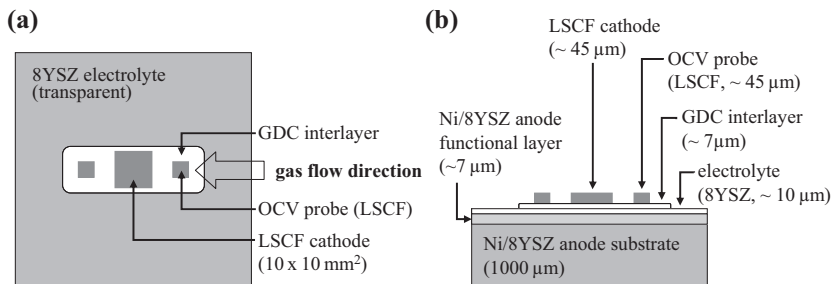 (a)
8YSZ electrolyte
(transparent)
GDC interlayer
gas flow direction
OCV probe (LSCF)
LSCF cathode
(10 x 10 mm²)
(b)
LSCF cathode
(~ 45 µm)
OCV probe
(LSCF, ~ 45 µm)
Ni/8YSZ anode
functional layer
(~7 µm)
GDC interlayer
(~ 7µm)
electrolyte
(8YSZ, ~ 10 µm)
Ni/8YSZ anode substrate
(1000 µm)